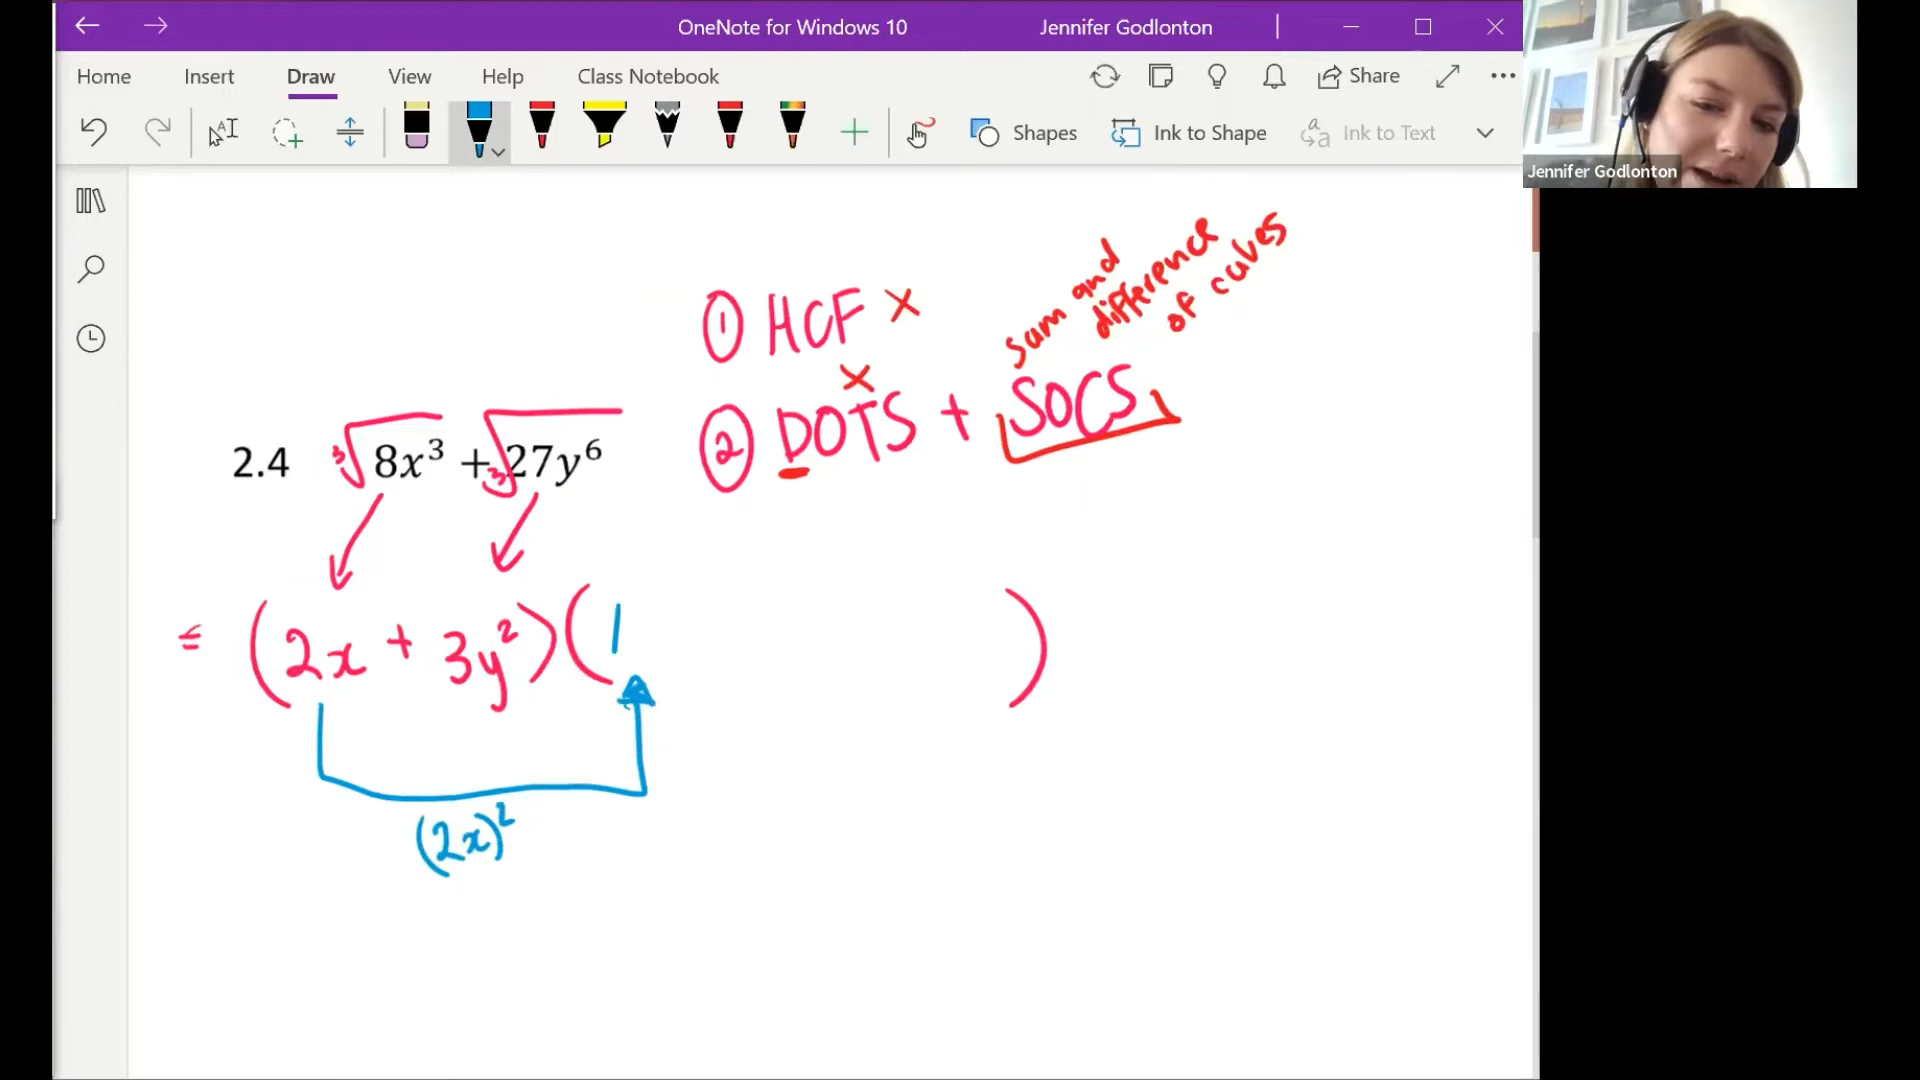 OneNote for Windows 10
Jennifer Godlonton
Home Insert Draw View Help Class Notebook Share
Shapes Ink to Shape Ink to Text
Jennifer Godlonton
sum and difference of cubes
① HCF ×
×
② DOTS + SOCS
2.4 ∛8x³ + ∛27y⁶
= (2x + 3y²)( )
(2x)²